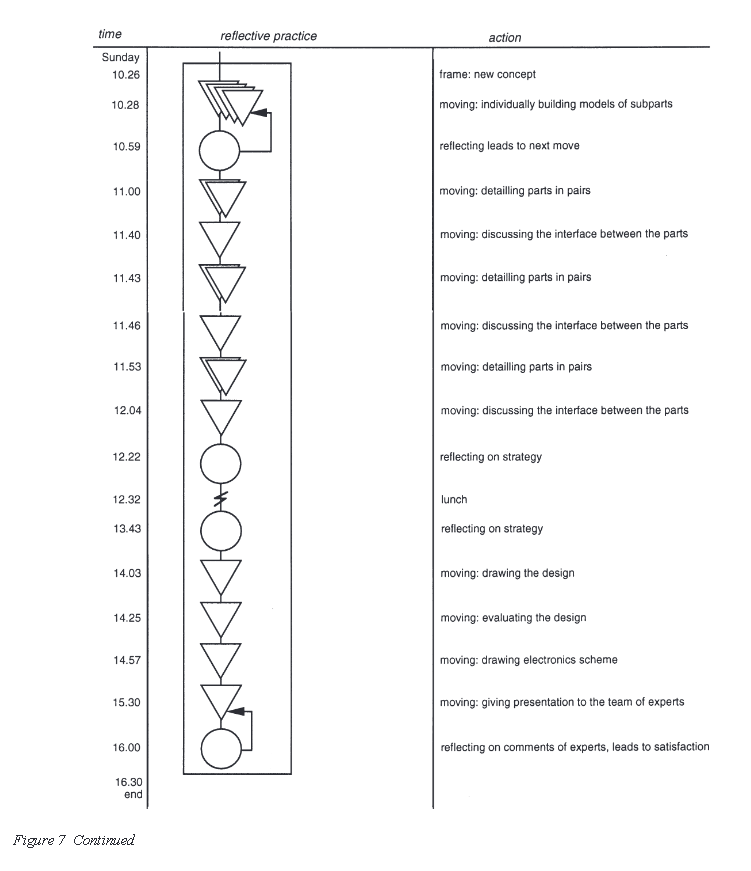 time reflective practice action
Sunday
10.26 frame: new concept
10.28 moving: individually building models of subparts
10.59 reflecting leads to next move
11.00 moving: detailling parts in pairs
11.40 moving: discussing the interface between the parts
11.43 moving: detailling parts in pairs
11.46 moving: discussing the interface between the parts
11.53 moving: detailling parts in pairs
12.04 moving: discussing the interface between the parts
12.22 reflecting on strategy
12.32 lunch
13.43 reflecting on strategy
14.03 moving: drawing the design
14.25 moving: evaluating the design
14.57 moving: drawing electronics scheme
15.30 moving: giving presentation to the team of experts
16.00 reflecting on comments of experts, leads to satisfaction
16.30
end
Figure 7 Continued